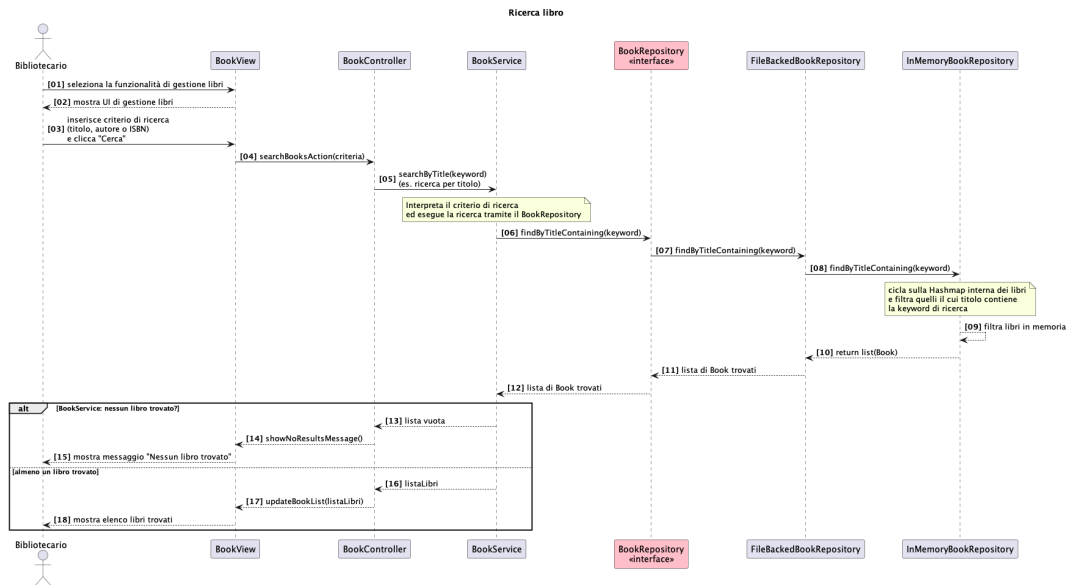 Ricerca libro
Bibliotecario
BookView
BookController
BookService
BookRepository
«interface»
FileBackedBookRepository
InMemoryBookRepository
[01] seleziona la funzionalità di gestione libri
[02] mostra UI di gestione libri
inserisce criterio di ricerca
[03] (titolo, autore o ISBN)
e clicca "Cerca"
[04] searchBooksAction(criteria)
[05] searchByTitle(keyword)
(es. ricerca per titolo)
Interpreta il criterio di ricerca
ed esegue la ricerca tramite il BookRepository
[06] findByTitleContaining(keyword)
[07] findByTitleContaining(keyword)
[08] findByTitleContaining(keyword)
cicla sulla Hashmap interna dei libri
e filtra quelli il cui titolo contiene
la keyword di ricerca
[09] filtra libri in memoria
[10] return list(Book)
[11] lista di Book trovati
[12] lista di Book trovati
alt [BookService: nessun libro trovato?]
[13] lista vuota
[14] showNoResultsMessage()
[15] mostra messaggio "Nessun libro trovato"
[almeno un libro trovato]
[16] listaLibri
[17] updateBookList(listaLibri)
[18] mostra elenco libri trovati
Bibliotecario
BookView
BookController
BookService
BookRepository
«interface»
FileBackedBookRepository
InMemoryBookRepository